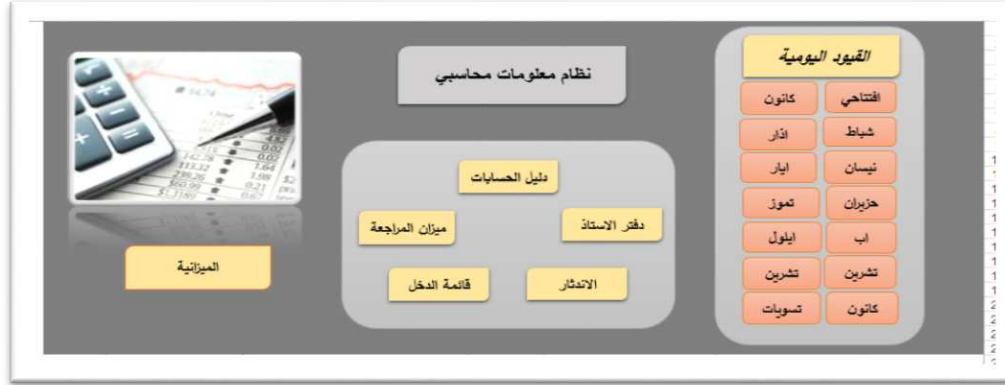 القيود اليومية
افتتاحي
كانون
شباط
اذار
نيسان
ايار
حزيران
تموز
اب
ايلول
تشرين
تشرين
كانون
تسويات
نظام معلومات محاسبي
دليل الحسابات
دفتر الاستاذ
ميزان المراجعة
الاندثار
قائمة الدخل
الميزانية